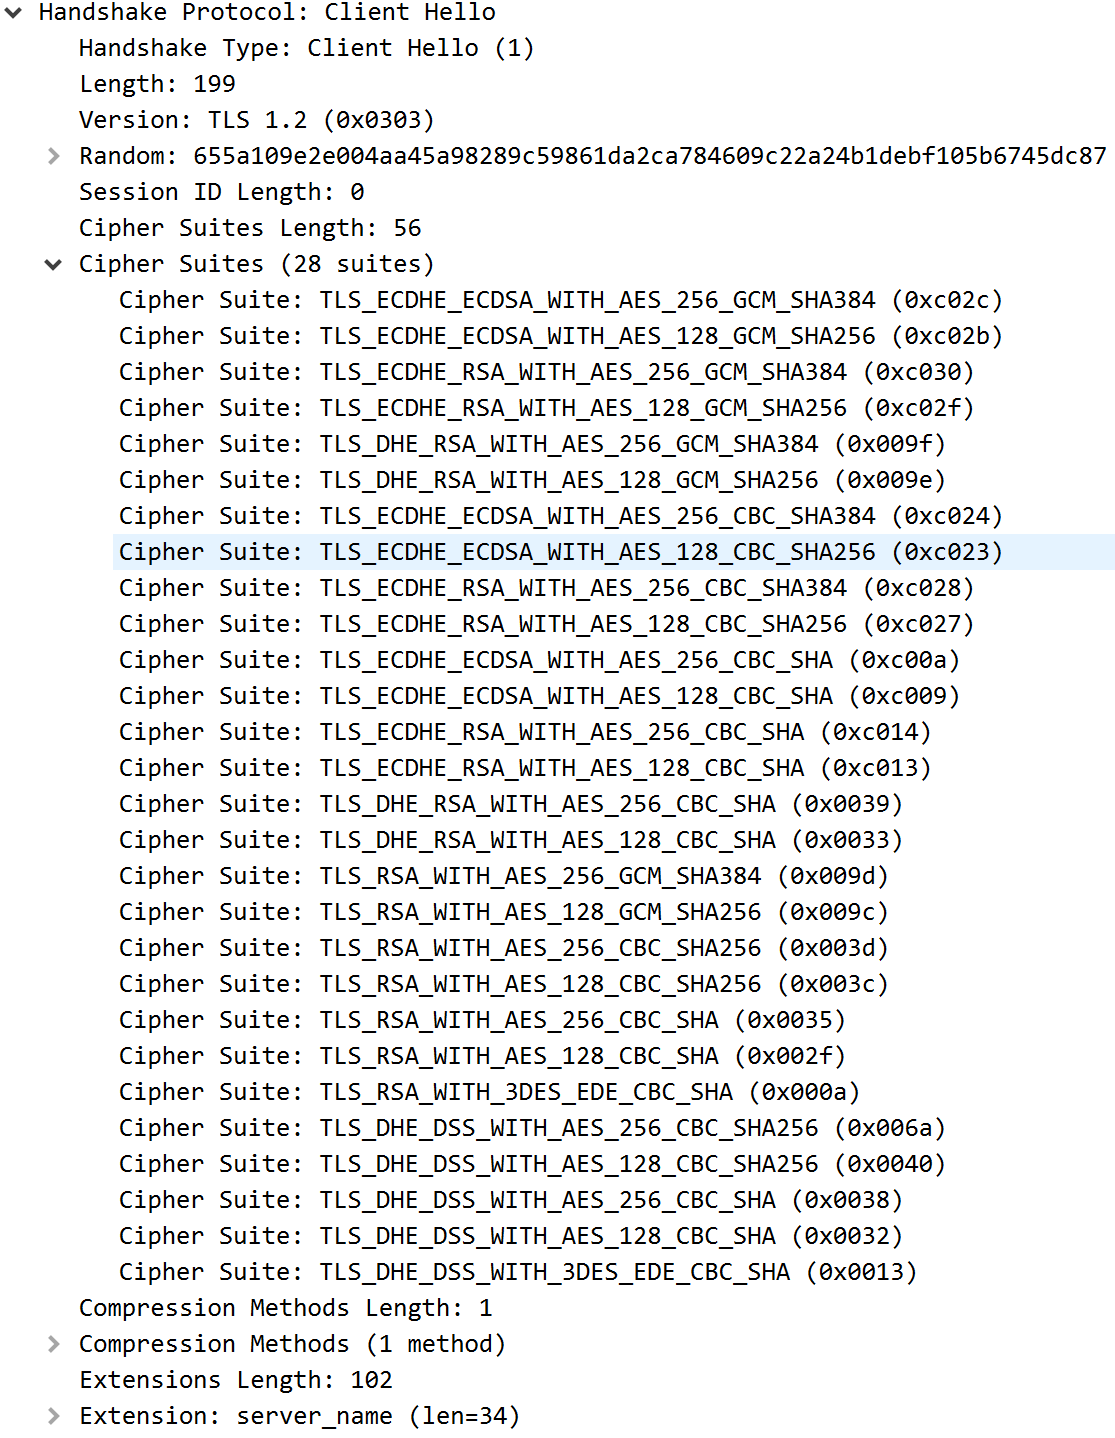 Handshake Protocol: Client Hello
Handshake Type: Client Hello (1)
Length: 199
Version: TLS 1.2 (0x0303)
Random: 655a109e2e004aa45a98289c59861da2ca784609c22a24b1debf105b6745dc87
Session ID Length: 0
Cipher Suites Length: 56
Cipher Suites (28 suites)
Cipher Suite: TLS_ECDHE_ECDSA_WITH_AES_256_GCM_SHA384 (0xc02c)
Cipher Suite: TLS_ECDHE_ECDSA_WITH_AES_128_GCM_SHA256 (0xc02b)
Cipher Suite: TLS_ECDHE_RSA_WITH_AES_256_GCM_SHA384 (0xc030)
Cipher Suite: TLS_ECDHE_RSA_WITH_AES_128_GCM_SHA256 (0xc02f)
Cipher Suite: TLS_DHE_RSA_WITH_AES_256_GCM_SHA384 (0x009f)
Cipher Suite: TLS_DHE_RSA_WITH_AES_128_GCM_SHA256 (0x009e)
Cipher Suite: TLS_ECDHE_ECDSA_WITH_AES_256_CBC_SHA384 (0xc024)
Cipher Suite: TLS_ECDHE_ECDSA_WITH_AES_128_CBC_SHA256 (0xc023)
Cipher Suite: TLS_ECDHE_RSA_WITH_AES_256_CBC_SHA384 (0xc028)
Cipher Suite: TLS_ECDHE_RSA_WITH_AES_128_CBC_SHA256 (0xc027)
Cipher Suite: TLS_ECDHE_ECDSA_WITH_AES_256_CBC_SHA (0xc00a)
Cipher Suite: TLS_ECDHE_ECDSA_WITH_AES_128_CBC_SHA (0xc009)
Cipher Suite: TLS_ECDHE_RSA_WITH_AES_256_CBC_SHA (0xc014)
Cipher Suite: TLS_ECDHE_RSA_WITH_AES_128_CBC_SHA (0xc013)
Cipher Suite: TLS_DHE_RSA_WITH_AES_256_CBC_SHA (0x0039)
Cipher Suite: TLS_DHE_RSA_WITH_AES_128_CBC_SHA (0x0033)
Cipher Suite: TLS_RSA_WITH_AES_256_GCM_SHA384 (0x009d)
Cipher Suite: TLS_RSA_WITH_AES_128_GCM_SHA256 (0x009c)
Cipher Suite: TLS_RSA_WITH_AES_256_CBC_SHA256 (0x003d)
Cipher Suite: TLS_RSA_WITH_AES_128_CBC_SHA256 (0x003c)
Cipher Suite: TLS_RSA_WITH_AES_256_CBC_SHA (0x0035)
Cipher Suite: TLS_RSA_WITH_AES_128_CBC_SHA (0x002f)
Cipher Suite: TLS_RSA_WITH_3DES_EDE_CBC_SHA (0x000a)
Cipher Suite: TLS_DHE_DSS_WITH_AES_256_CBC_SHA256 (0x006a)
Cipher Suite: TLS_DHE_DSS_WITH_AES_128_CBC_SHA256 (0x0040)
Cipher Suite: TLS_DHE_DSS_WITH_AES_256_CBC_SHA (0x0038)
Cipher Suite: TLS_DHE_DSS_WITH_AES_128_CBC_SHA (0x0032)
Cipher Suite: TLS_DHE_DSS_WITH_3DES_EDE_CBC_SHA (0x0013)
Compression Methods Length: 1
Compression Methods (1 method)
Extensions Length: 102
Extension: server_name (len=34)